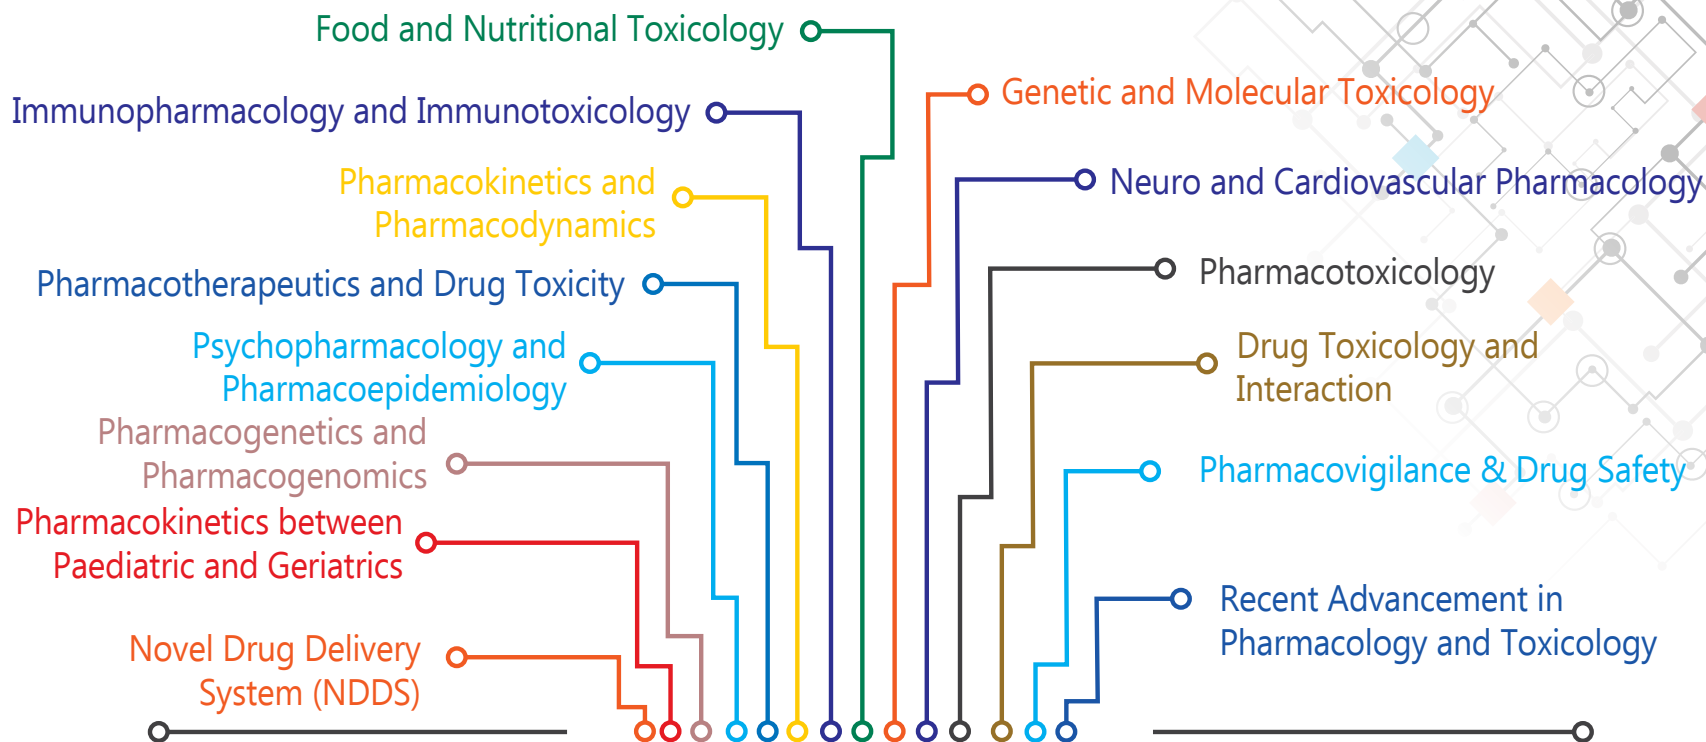 Food and Nutritional Toxicology
Immunopharmacology and Immunotoxicology
Pharmacokinetics and
Pharmacodynamics
Pharmacotherapeutics and Drug Toxicity
Psychopharmacology and
Pharmacoepidemiology
Pharmacogenetics and
Pharmacogenomics
Pharmacokinetics between
Paediatric and Geriatrics
Novel Drug Delivery
System (NDDS)
Genetic and Molecular Toxicology
Neuro and Cardiovascular Pharmacology
Pharmacotoxicology
Drug Toxicology and
Interaction
Pharmacovigilance & Drug Safety
Recent Advancement in
Pharmacology and Toxicology